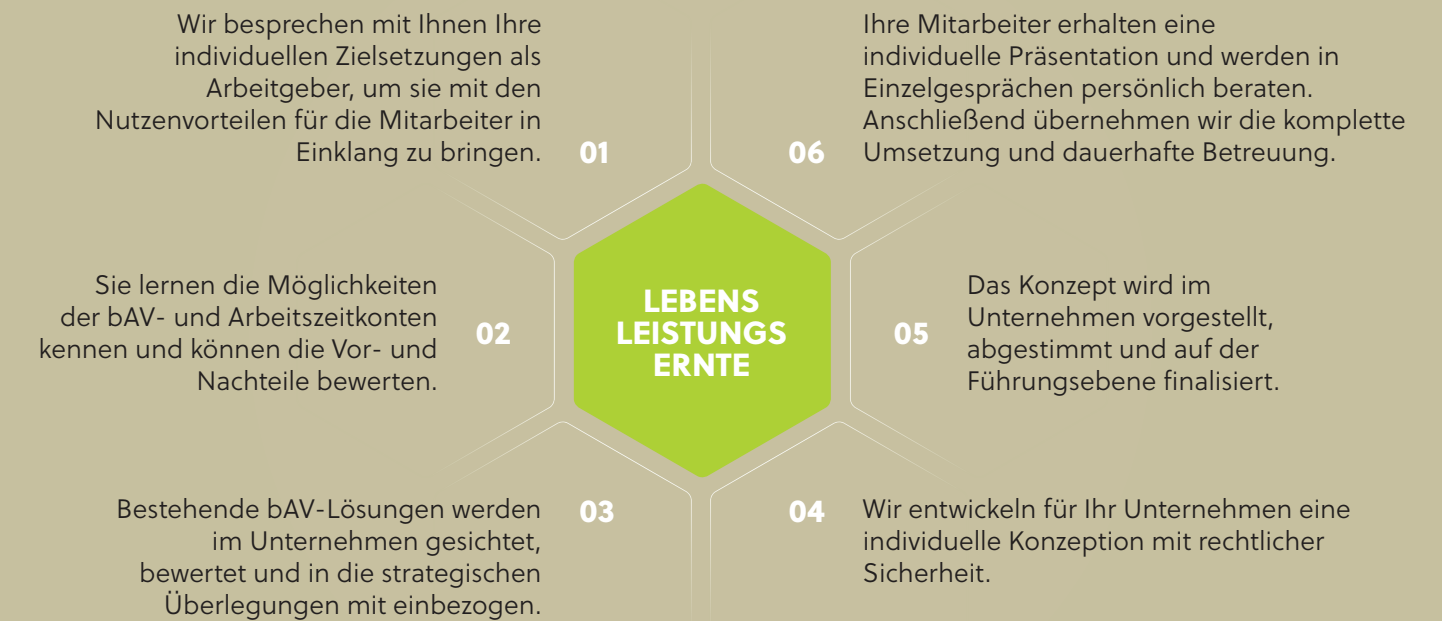 Wir besprechen mit Ihnen Ihre
individuellen Zielsetzungen als
Arbeitgeber, um sie mit den
Nutzenvorteilen für die Mitarbeiter in
Einklang zu bringen.
01
Sie lernen die Möglichkeiten
der bAV- und Arbeitszeitkonten
kennen und können die Vor- und
Nachteile bewerten.
02
Bestehende bAV-Lösungen werden
im Unternehmen gesichtet,
bewertet und in die strategischen
Überlegungen mit einbezogen.
03
LEBENS
LEISTUNGS
ERNTE
04
Wir entwickeln für Ihr Unternehmen eine
individuelle Konzeption mit rechtlicher
Sicherheit.
05
Das Konzept wird im
Unternehmen vorgestellt,
abgestimmt und auf der
Führungsebene finalisiert.
06
Ihre Mitarbeiter erhalten eine
individuelle Präsentation und werden in
Einzelgesprächen persönlich beraten.
Anschließend übernehmen wir die komplette
Umsetzung und dauerhafte Betreuung.